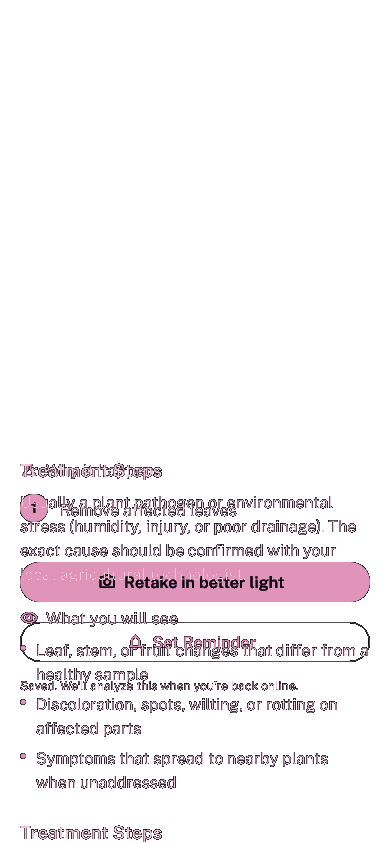 Treatment Steps
Remove affected leaves
Usually a plant pathogen or environmental
stress (humidity, injury, or poor drainage). The
exact cause should be confirmed with your
local agricultural
Retake in better light
What you will see
Set Reminder
Leaf, stem, or fruit changes that differ from a
healthy sample
Saved. We'll analyze this when you're back online.
Discoloration, spots, wilting, or rotting on
affected parts
Symptoms that spread to nearby plants
when unaddressed
Treatment Steps